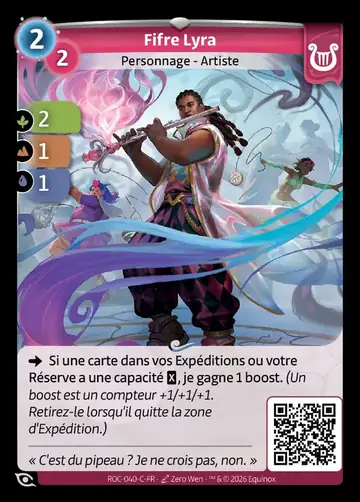 2
Fifre Lyra
2
Personnage - Artiste
2
1
1
➔ Si une carte dans vos Expéditions ou votre
Réserve a une capacité X, je gagne 1 boost. (Un
boost est un compteur +1/+1/+1.
Retirez-le lorsqu'il quitte la zone
d'Expédition.)
« C'est du pipeau ? Je ne crois pas, non. »
ROC-040-C-FR - Zero Wen - ™ & © 2026 Equinox